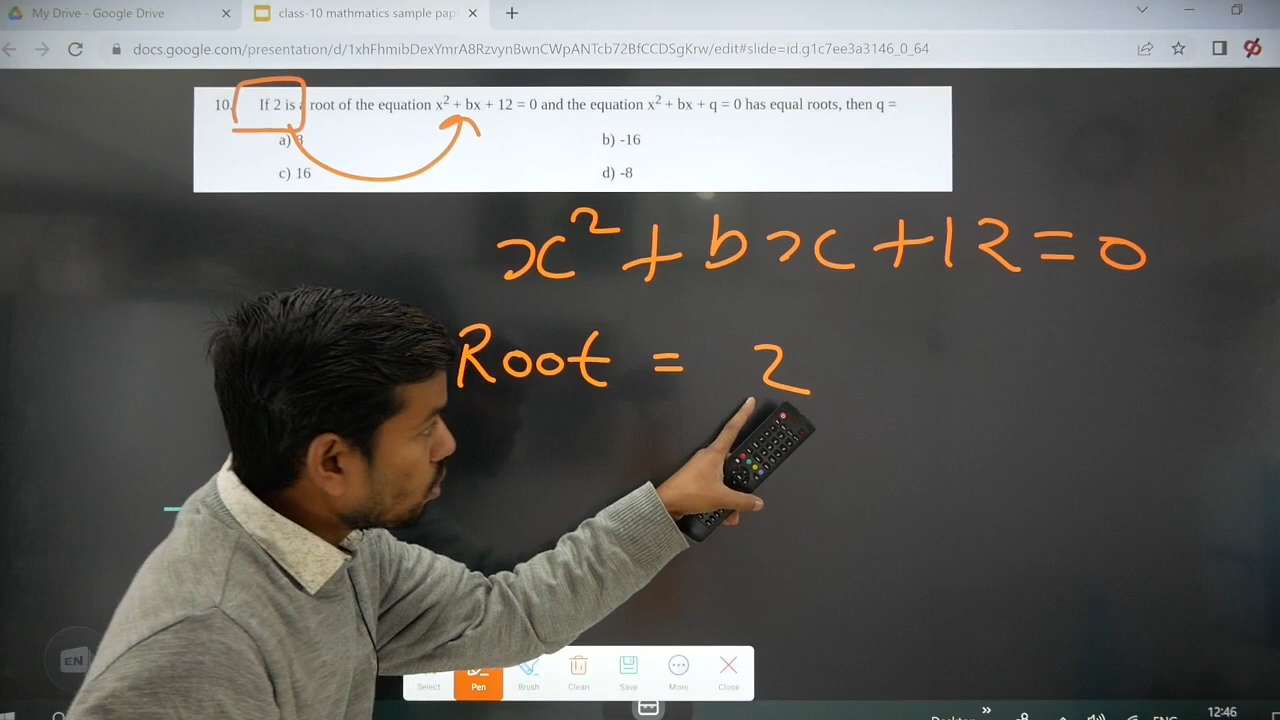 My Drive - Google Drive
class-10 mathmatics sample pap
docs.google.com/presentation/d/1xhFhmibDexYmrA8RzvynBwnCWpANTcb72BfCCDSgKrw/edit#slide=id.g1c7ee3a3146_0_64
10. If 2 is a root of the equation x² + bx + 12 = 0 and the equation x² + bx + q = 0 has equal roots, then q =
a) 8 b) -16
c) 16 d) -8
x² + bx + 12 = 0
Root = 2
EN
Select Pen Brush Clean Save More Close
12:46